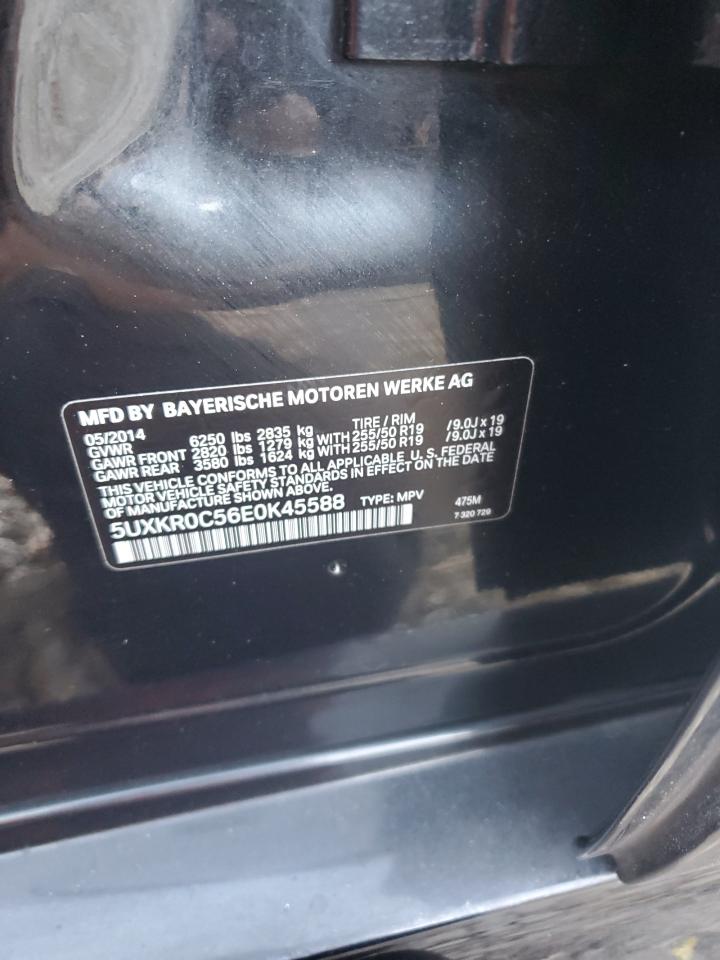 MFD BY BAYERISCHE MOTOREN WERKE AG
05/2014 TIRE / RIM
GVWR 6250 lbs 2835 kg
GAWR FRONT 2820 lbs 1279 kg WITH 255/50 R19 /9.0J x 19
GAWR REAR 3580 lbs 1624 kg WITH 255/50 R19 /9.0J x 19
THIS VEHICLE CONFORMS TO ALL APPLICABLE U.S. FEDERAL
MOTOR VEHICLE SAFETY STANDARDS IN EFFECT ON THE DATE
OF MANUFACTURE SHOWN ABOVE.
5UXKR0C56E0K45588 TYPE: MPV 475M
7 320 729